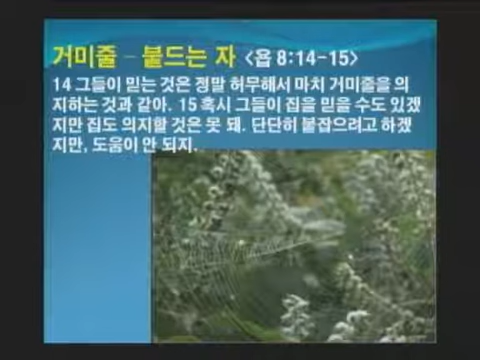 거미줄 - 붙드는 자 <욥 8:14-15>
14 그들이 믿는 것은 정말 허무해서 마치 거미줄을 의
지하는 것과 같아. 15 혹시 그들이 집을 믿을 수도 있겠
지만 집도 의지할 것은 못 돼. 단단히 붙잡으려고 하겠
지만, 도움이 안 되지.